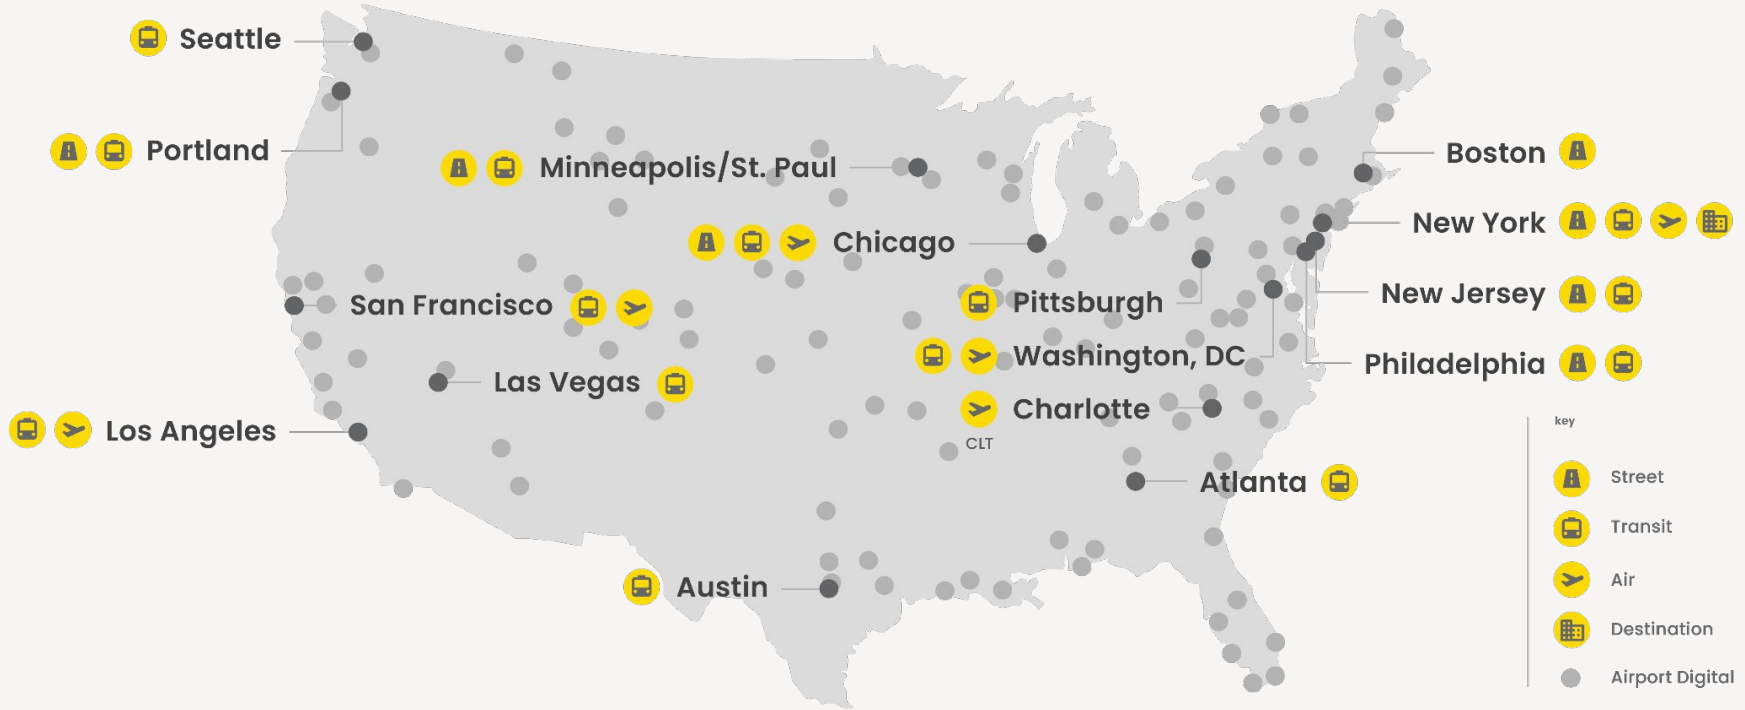 Seattle
Portland
Minneapolis/St. Paul
Boston
New York
Chicago
New Jersey
San Francisco
Pittsburgh
Washington, DC
Philadelphia
Las Vegas
Charlotte
CLT
Los Angeles
Atlanta
Austin
key
Street
Transit
Air
Destination
Airport Digital